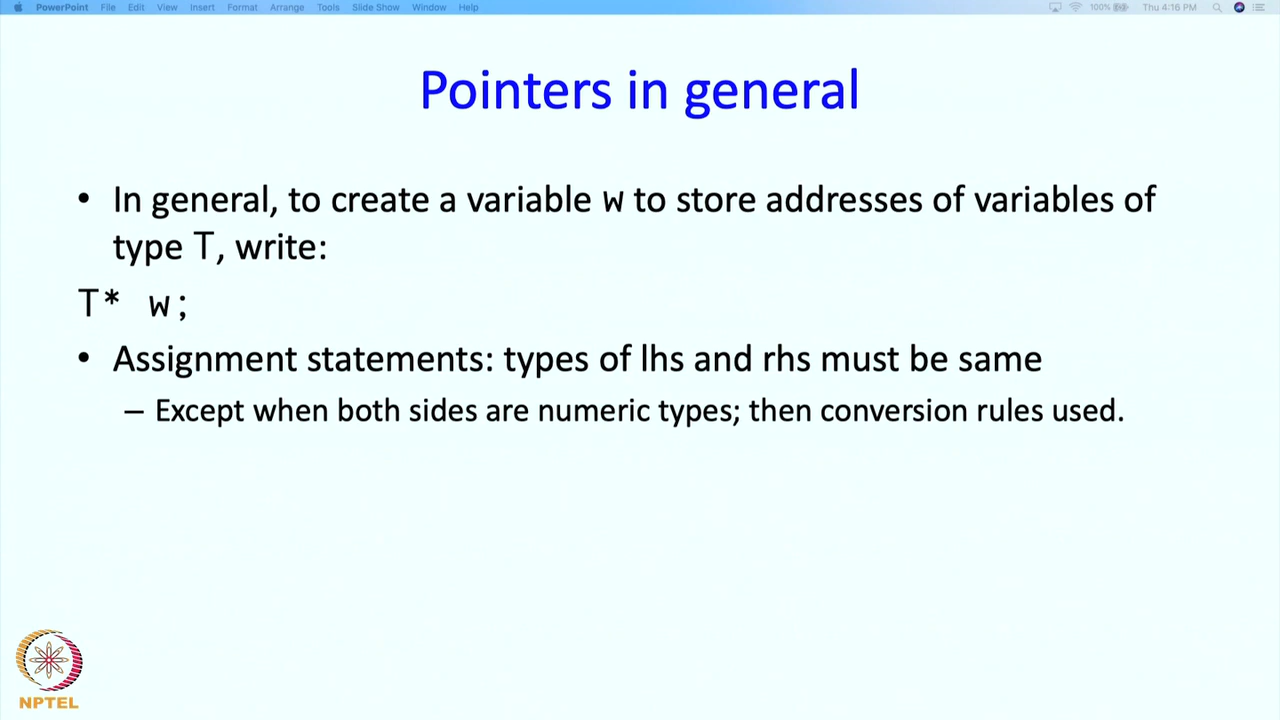 PowerPoint File Edit View Insert Format Arrange Tools Slide Show Window Help 100% Thu 4:16 PM
Pointers in general
• In general, to create a variable w to store addresses of variables of
type T, write:
T* w;
• Assignment statements: types of lhs and rhs must be same
– Except when both sides are numeric types; then conversion rules used.
NPTEL